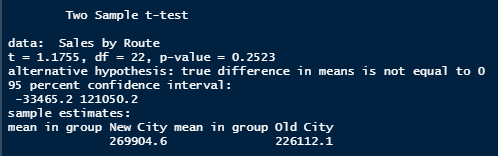 Two Sample t-test
data:  Sales by Route
t = 1.1755, df = 22, p-value = 0.2523
alternative hypothesis: true difference in means is not equal to 0
95 percent confidence interval:
-33465.2 121050.2
sample estimates:
mean in group New City mean in group Old City
269904.6 226112.1